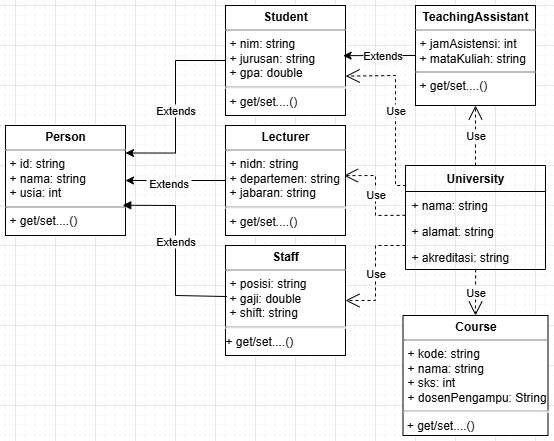 Student
+ nim: string
+ jurusan: string
+ gpa: double
+ get/set....()
TeachingAssistant
+ jamAsistensi: int
+ mataKuliah: string
+ get/set....()
Extends
Extends
Use
Use
Person
+ id: string
+ nama: string
+ usia: int
+ get/set....()
Extends
Lecturer
+ nidn: string
+ departemen: string
+ jabaran: string
+ get/set....()
Use
University
+ nama: string
+ alamat: string
+ akreditasi: string
Extends
Staff
+ posisi: string
+ gaji: double
+ shift: string
+ get/set....()
Use
Use
Course
+ kode: string
+ nama: string
+ sks: int
+ dosenPengampu: String
+ get/set....()